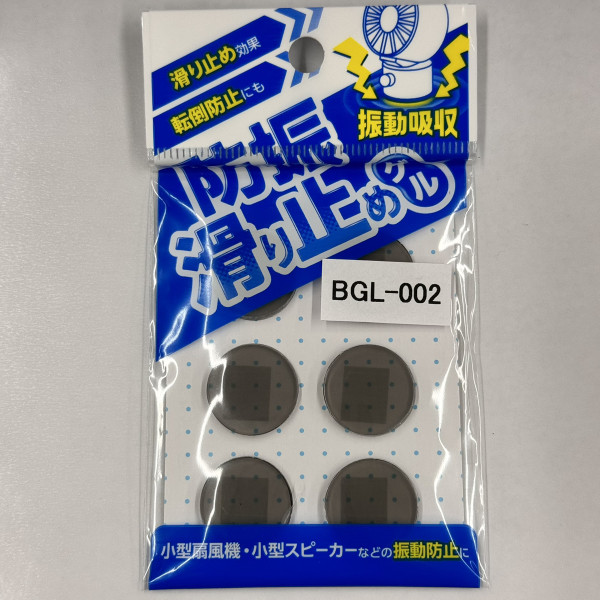 滑り止め効果
転倒防止にも
振動吸収
防振
滑り止め
ゲル
BGL-002
小型扇風機・小型スピーカーなどの振動防止に